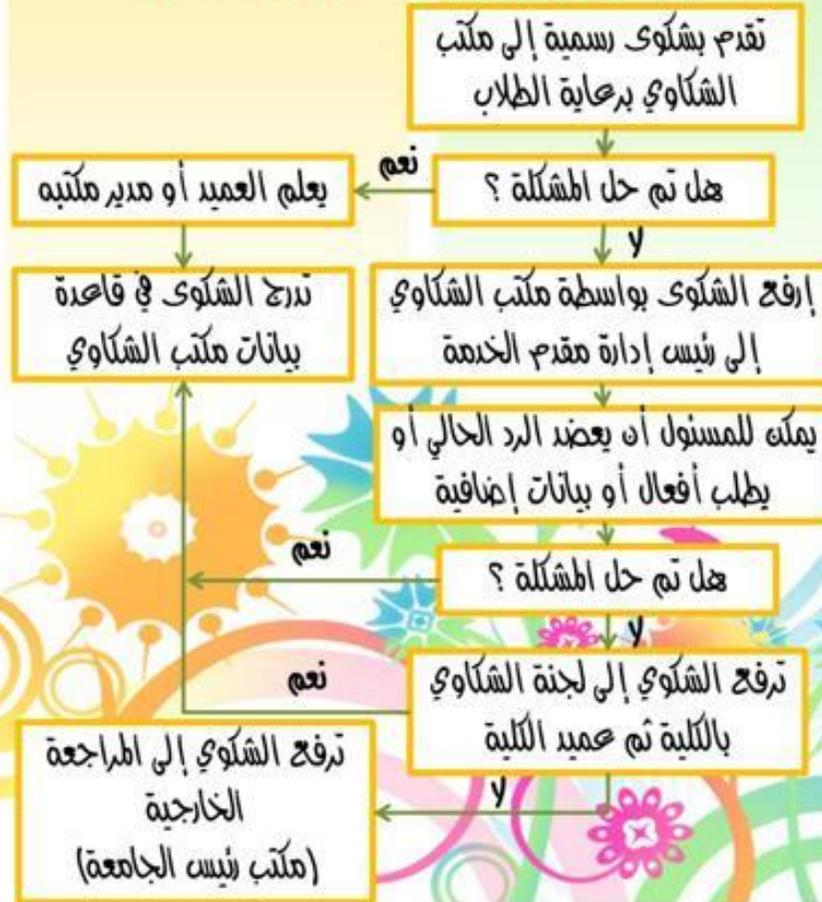 تقدم بشكوى رسمية إلى مكتب
الشكاوي برعاية الطلاب
هل تم حل المشكلة ؟
نعم
يعلم العميد أو مدير مكتبه
لا
إرفع الشكوى بواسطة مكتب الشكاوي
إلى رئيس إدارة مقدم الخدمة
تدرج الشكوى في قاعدة
بيانات مكتب الشكاوي
يمكن للمسئول أن يعضد الرد الحالي أو
يطلب أفعال أو بيانات إضافية
هل تم حل المشكلة ؟
نعم
لا
ترفع الشكوي إلى لجنة الشكاوي
بالكلية ثم عميد الكلية
نعم
لا
ترفع الشكوي إلى المراجعة
الخارجية
(مكتب رئيس الجامعة)